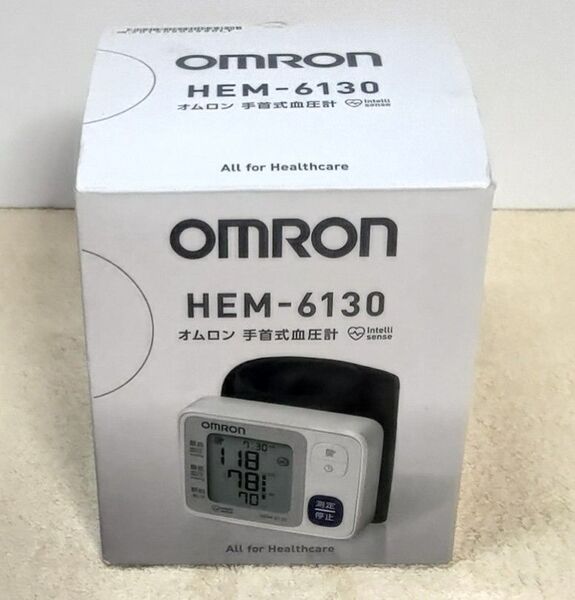 OMRON
HEM-6130
オムロン 手首式血圧計 Intelli sense
All for Healthcare
OMRON
HEM-6130
オムロン 手首式血圧計 Intelli sense
OMRON
7:30
118
78
70
測定
停止
All for Healthcare